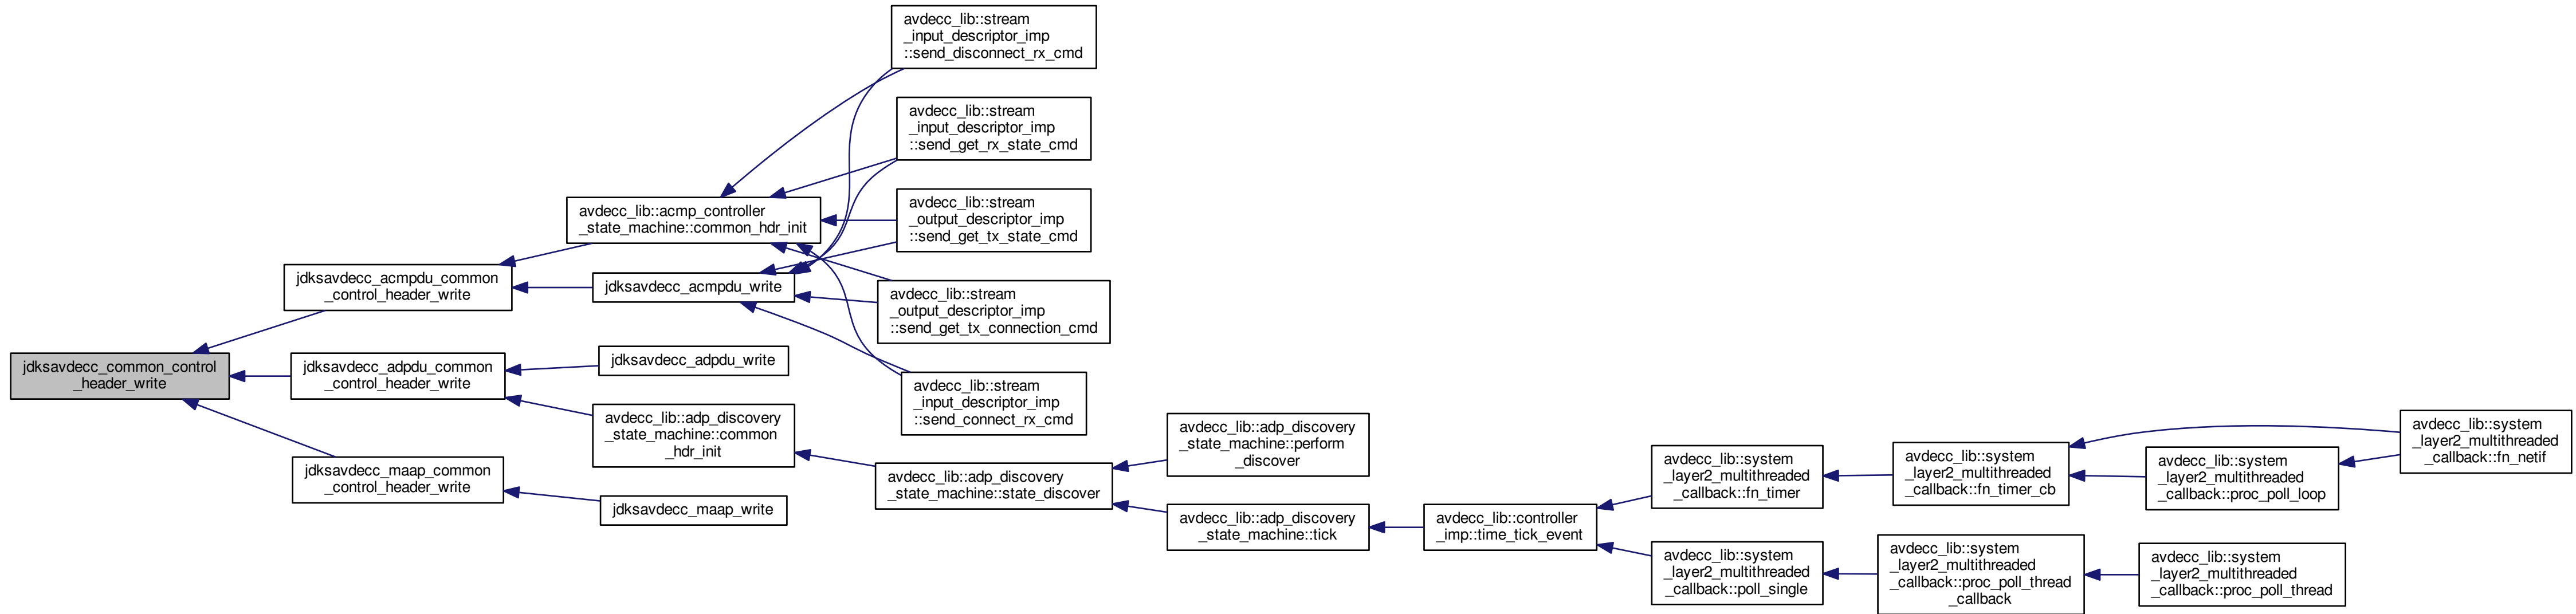 avdecc_lib::stream
_input_descriptor_imp
::send_disconnect_rx_cmd
avdecc_lib::stream
_input_descriptor_imp
::send_get_rx_state_cmd
avdecc_lib::stream
_output_descriptor_imp
::send_get_tx_state_cmd
avdecc_lib::acmp_controller
_state_machine::common_hdr_init
jdksavdecc_acmpdu_common
_control_header_write
jdksavdecc_acmpdu_write
avdecc_lib::stream
_output_descriptor_imp
::send_get_tx_connection_cmd
jdksavdecc_common_control
_header_write
jdksavdecc_adpdu_common
_control_header_write
jdksavdecc_adpdu_write
avdecc_lib::stream
_input_descriptor_imp
::send_connect_rx_cmd
avdecc_lib::adp_discovery
_state_machine::common
_hdr_init
jdksavdecc_maap_common
_control_header_write
jdksavdecc_maap_write
avdecc_lib::adp_discovery
_state_machine::state_discover
avdecc_lib::adp_discovery
_state_machine::perform
_discover
avdecc_lib::adp_discovery
_state_machine::tick
avdecc_lib::controller
_imp::time_tick_event
avdecc_lib::system
_layer2_multithreaded
_callback::fn_timer
avdecc_lib::system
_layer2_multithreaded
_callback::poll_single
avdecc_lib::system
_layer2_multithreaded
_callback::fn_timer_cb
avdecc_lib::system
_layer2_multithreaded
_callback::proc_poll_thread
_callback
avdecc_lib::system
_layer2_multithreaded
_callback::proc_poll_loop
avdecc_lib::system
_layer2_multithreaded
_callback::proc_poll_thread
avdecc_lib::system
_layer2_multithreaded
_callback::fn_netif